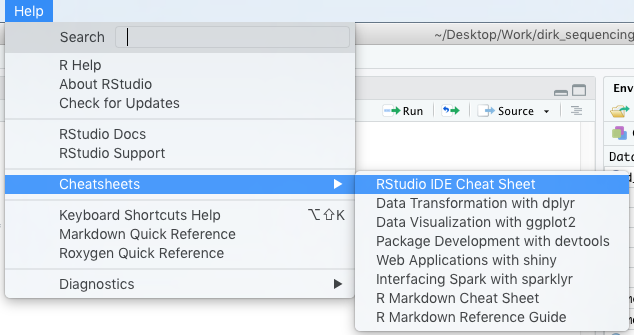 Help
Search
~/Desktop/Work/dirk_sequencing
R Help
About RStudio
Check for Updates
Run
Source
Env
RStudio Docs
RStudio Support
Data
Cheatsheets
RStudio IDE Cheat Sheet
Data Transformation with dplyr
Data Visualization with ggplot2
Package Development with devtools
Web Applications with shiny
Interfacing Spark with sparklyr
R Markdown Cheat Sheet
R Markdown Reference Guide
Keyboard Shortcuts Help ⌥⇧K
Markdown Quick Reference
Roxygen Quick Reference
Diagnostics